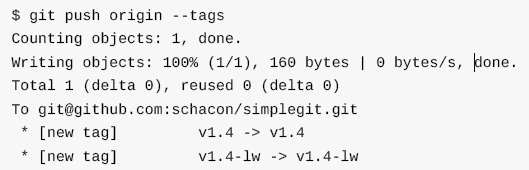 $ git push origin --tags
Counting objects: 1, done.
Writing objects: 100% (1/1), 160 bytes | 0 bytes/s, done.
Total 1 (delta 0), reused 0 (delta 0)
To git@github.com:schacon/simplegit.git
 * [new tag]         v1.4 -> v1.4
 * [new tag]         v1.4-lw -> v1.4-lw